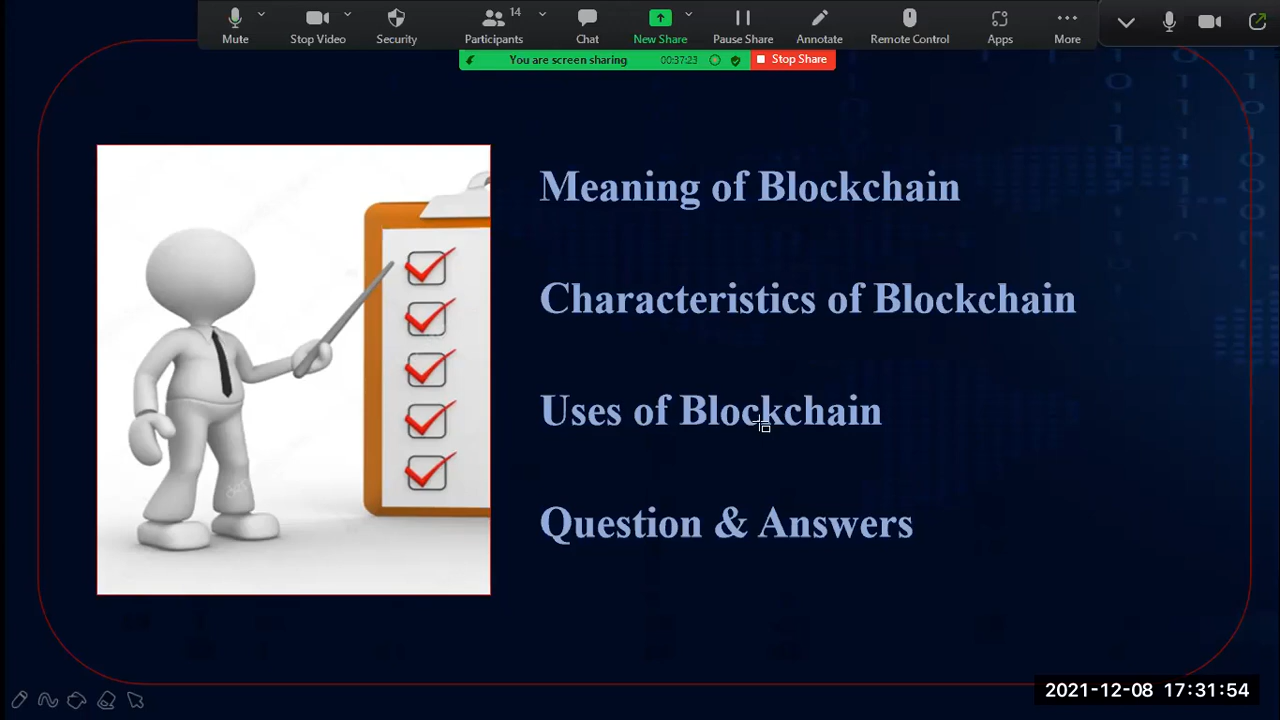 Mute
Stop Video
Security
Participants
14
Chat
New Share
Pause Share
Annotate
Remote Control
Apps
More
You are screen sharing
00:37:23
Stop Share
Meaning of Blockchain
Characteristics of Blockchain
Uses of Blockchain
Question & Answers
2021-12-08 17:31:54